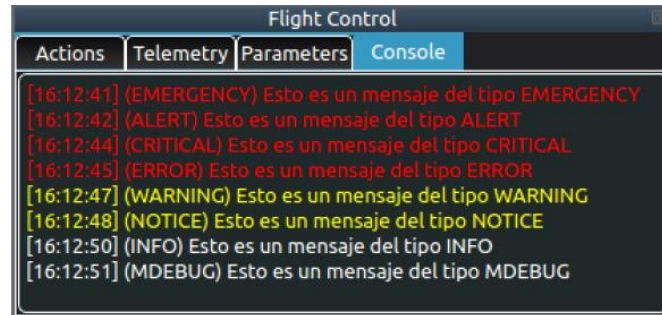 Flight Control
Actions Telemetry Parameters Console
[16:12:41] (EMERGENCY) Esto es un mensaje del tipo EMERGENCY
[16:12:42] (ALERT) Esto es un mensaje del tipo ALERT
[16:12:44] (CRITICAL) Esto es un mensaje del tipo CRITICAL
[16:12:45] (ERROR) Esto es un mensaje del tipo ERROR
[16:12:47] (WARNING) Esto es un mensaje del tipo WARNING
[16:12:48] (NOTICE) Esto es un mensaje del tipo NOTICE
[16:12:50] (INFO) Esto es un mensaje del tipo INFO
[16:12:51] (MDEBUG) Esto es un mensaje del tipo MDEBUG